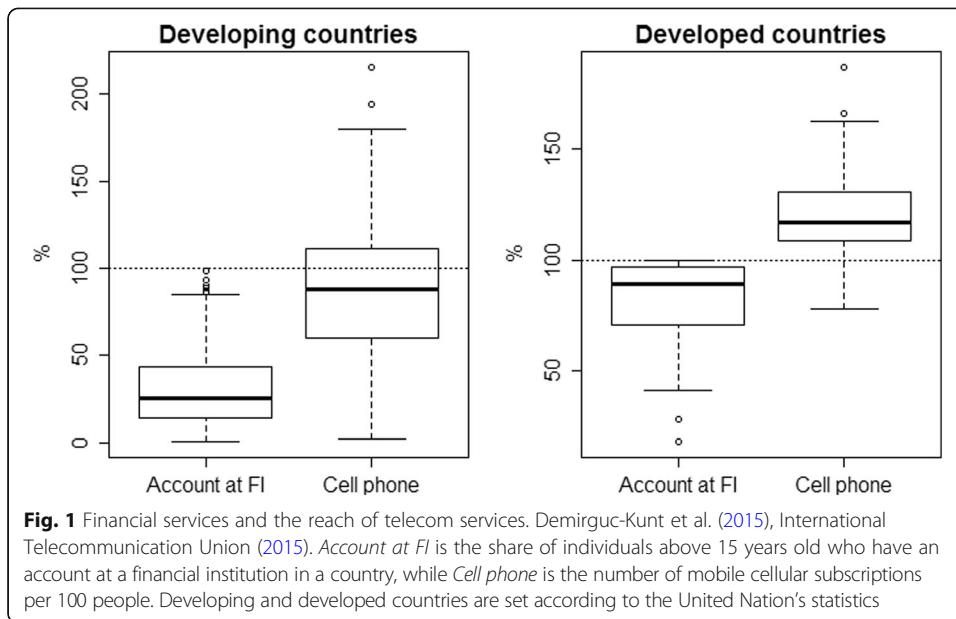 Developing countries
%
200
150
100
50
0
Account at FI
Cell phone
Developed countries
%
150
100
50
Account at FI
Cell phone
Fig. 1 Financial services and the reach of telecom services. Demirguc-Kunt et al. (2015), International
Telecommunication Union (2015). Account at FI is the share of individuals above 15 years old who have an
account at a financial institution in a country, while Cell phone is the number of mobile cellular subscriptions
per 100 people. Developing and developed countries are set according to the United Nation's statistics